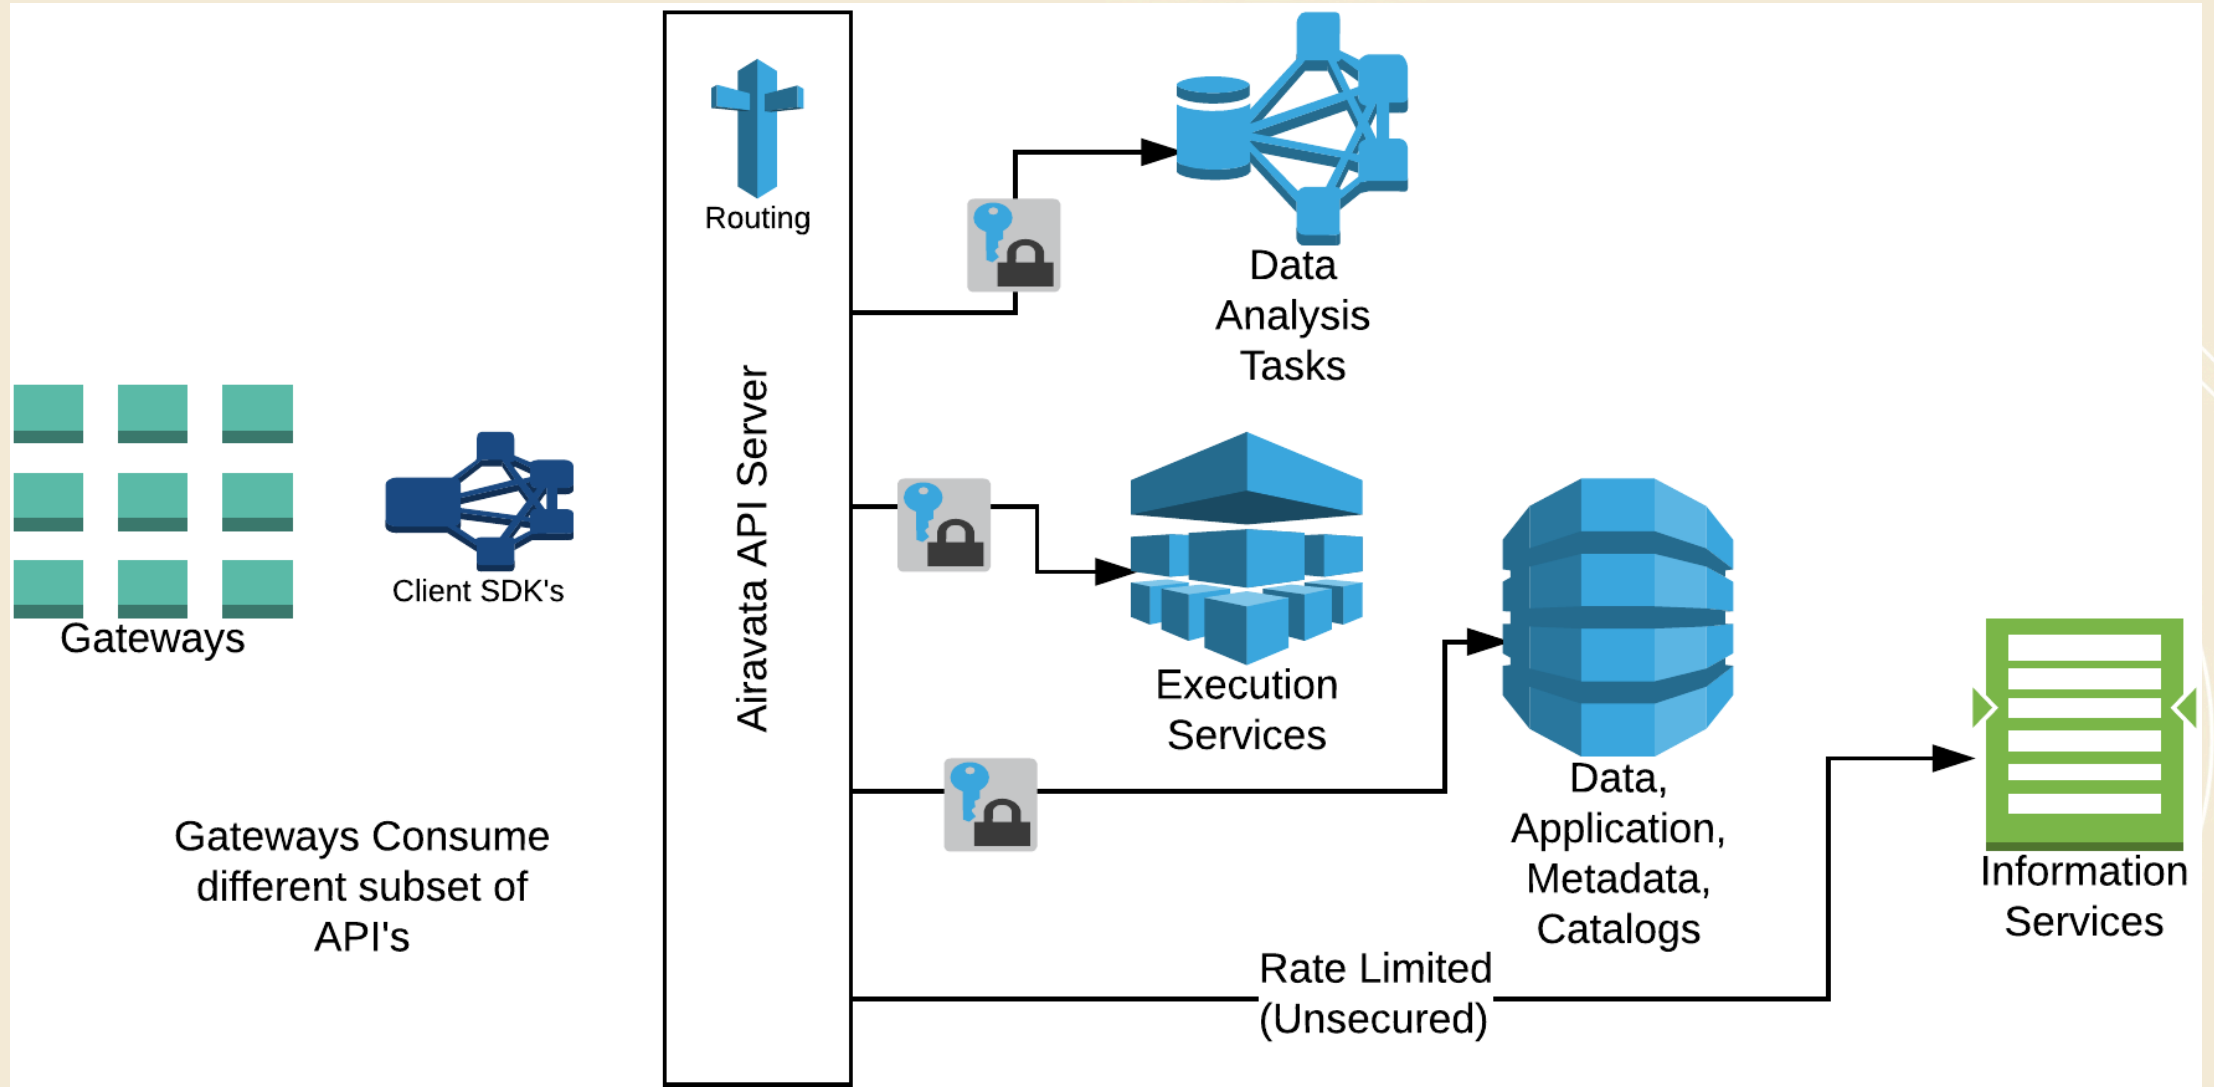 Routing
Airavata API Server
Data
Analysis
Tasks
Gateways
Client SDK's
Execution
Services
Data,
Application,
Metadata,
Catalogs
Information
Services
Gateways Consume
different subset of
API's
Rate Limited
(Unsecured)